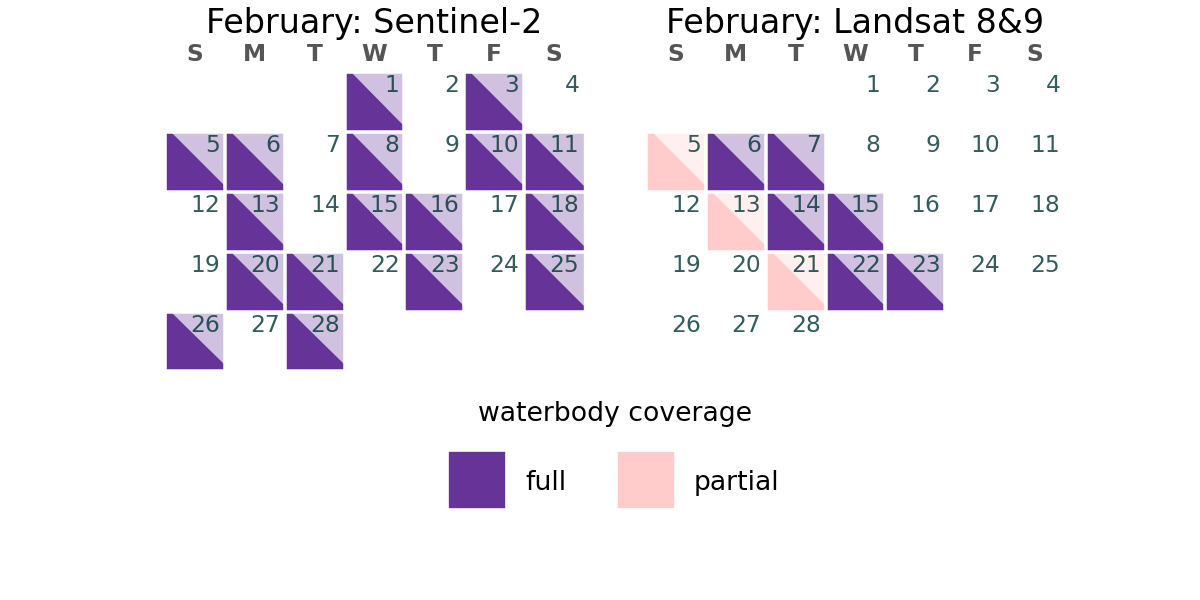 February: Sentinel-2
S M T W T F S
1 2 3 4
5 6 7 8 9 10 11
12 13 14 15 16 17 18
19 20 21 22 23 24 25
26 27 28
February: Landsat 8&9
S M T W T F S
1 2 3 4
5 6 7 8 9 10 11
12 13 14 15 16 17 18
19 20 21 22 23 24 25
26 27 28
waterbody coverage
full partial